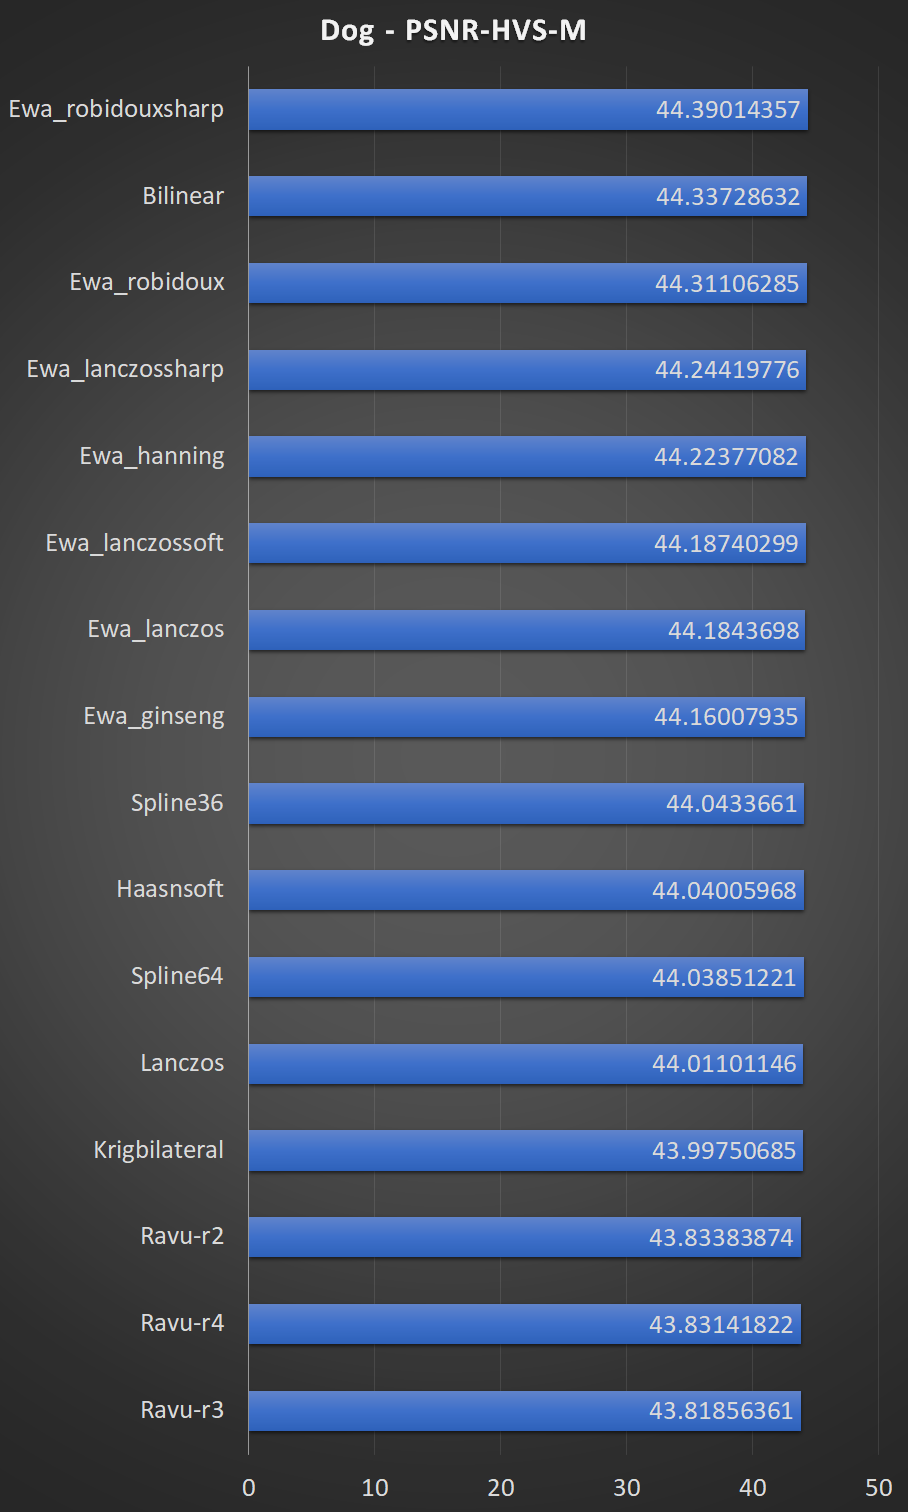 Dog - PSNR-HVS-M
Ewa_robidouxsharp 44.39014357
Bilinear 44.33728632
Ewa_robidoux 44.31106285
Ewa_lanczossharp 44.24419776
Ewa_hanning 44.22377082
Ewa_lanczossoft 44.18740299
Ewa_lanczos 44.1843698
Ewa_ginseng 44.16007935
Spline36 44.0433661
Haasnsoft 44.04005968
Spline64 44.03851221
Lanczos 44.01101146
Krigbilateral 43.99750685
Ravu-r2 43.83383874
Ravu-r4 43.83141822
Ravu-r3 43.81856361
0 10 20 30 40 50